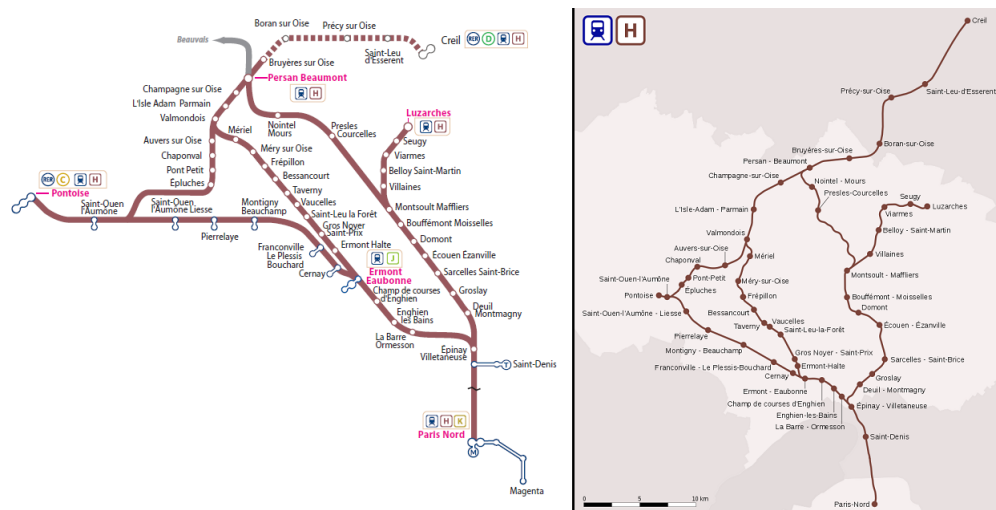 Boran sur Oise
Précy sur Oise
Beauvais
Creil
RER D H
Saint-Leu
d'Esserent
Bruyères sur Oise
Persan Beaumont
H
Champagne sur Oise
L'Isle Adam Parmain
Valmondois
Luzarches
H
Nointel
Mours
Presles
Courcelles
Seugy
Viarmes
Belloy Saint-Martin
Villaines
Mériel
Auvers sur Oise
Méry sur Oise
Chaponval
Frépillon
Pont Petit
Bessancourt
Épluches
Taverny
RER C H
Pontoise
Saint-Ouen
l'Aumône
Saint-Ouen
l'Aumône Liesse
Montigny
Beauchamp
Pierrelaye
Vaucelles
Saint-Leu la Forêt
Gros Noyer
Saint-Prix
Ermont Halte
Montsoult Maffliers
Bouffémont Moisselles
Domont
Écouen Ézanville
Sarcelles Saint-Brice
Groslay
Deuil
Montmagny
Franconville
Le Plessis
Bouchard
Cernay
J
Ermont
Eaubonne
Champ de courses
d'Enghien
Enghien
les Bains
La Barre
Ormesson
Épinay
Villetaneuse
T
Saint-Denis
H K
Paris Nord
M
Magenta
H
Creil
Précy-sur-Oise
Saint-Leu-d'Esserent
Boran-sur-Oise
Bruyères-sur-Oise
Persan - Beaumont
Champagne-sur-Oise
Nointel - Mours
Presles-Courcelles
Seugy
Luzarches
Viarmes
L'Isle-Adam - Parmain
Belloy - Saint-Martin
Valmondois
Auvers-sur-Oise
Villaines
Chaponval
Mériel
Montsoult - Maffliers
Saint-Ouen-l'Aumône
Pont-Petit
Méry-sur-Oise
Épluches
Pontoise
Frépillon
Bouffémont - Moisselles
Domont
Saint-Ouen-l'Aumône - Liesse
Bessancourt
Vaucelles
Taverny
Saint-Leu-la-Forêt
Écouen - Ézanville
Pierrelaye
Montigny - Beauchamp
Gros Noyer - Saint-Prix
Sarcelles - Saint-Brice
Franconville - Le Plessis-Bouchard
Ermont-Halte
Cernay
Groslay
Ermont - Eaubonne
Deuil - Montmagny
Champ de courses d'Enghien
Épinay - Villetaneuse
Enghien-les-Bains
La Barre - Ormesson
Saint-Denis
0 5 10 km
Paris-Nord